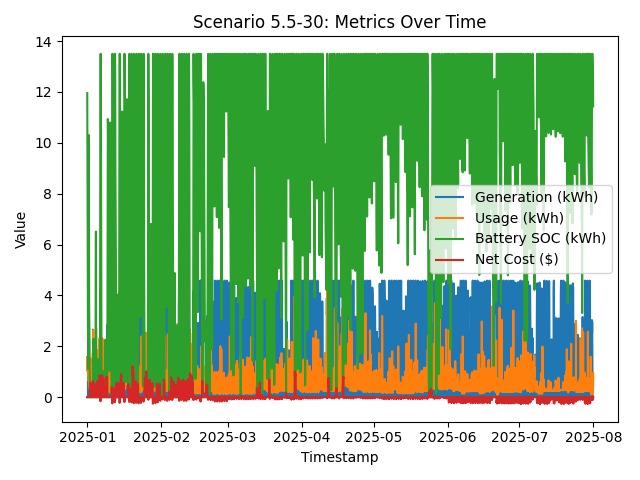 Scenario 5.5-30: Metrics Over Time
Value
14
12
10
8
6
4
2
0
Generation (kWh)
Usage (kWh)
Battery SOC (kWh)
Net Cost ($)
2025-01
2025-02
2025-03
2025-04
2025-05
2025-06
2025-07
2025-08
Timestamp